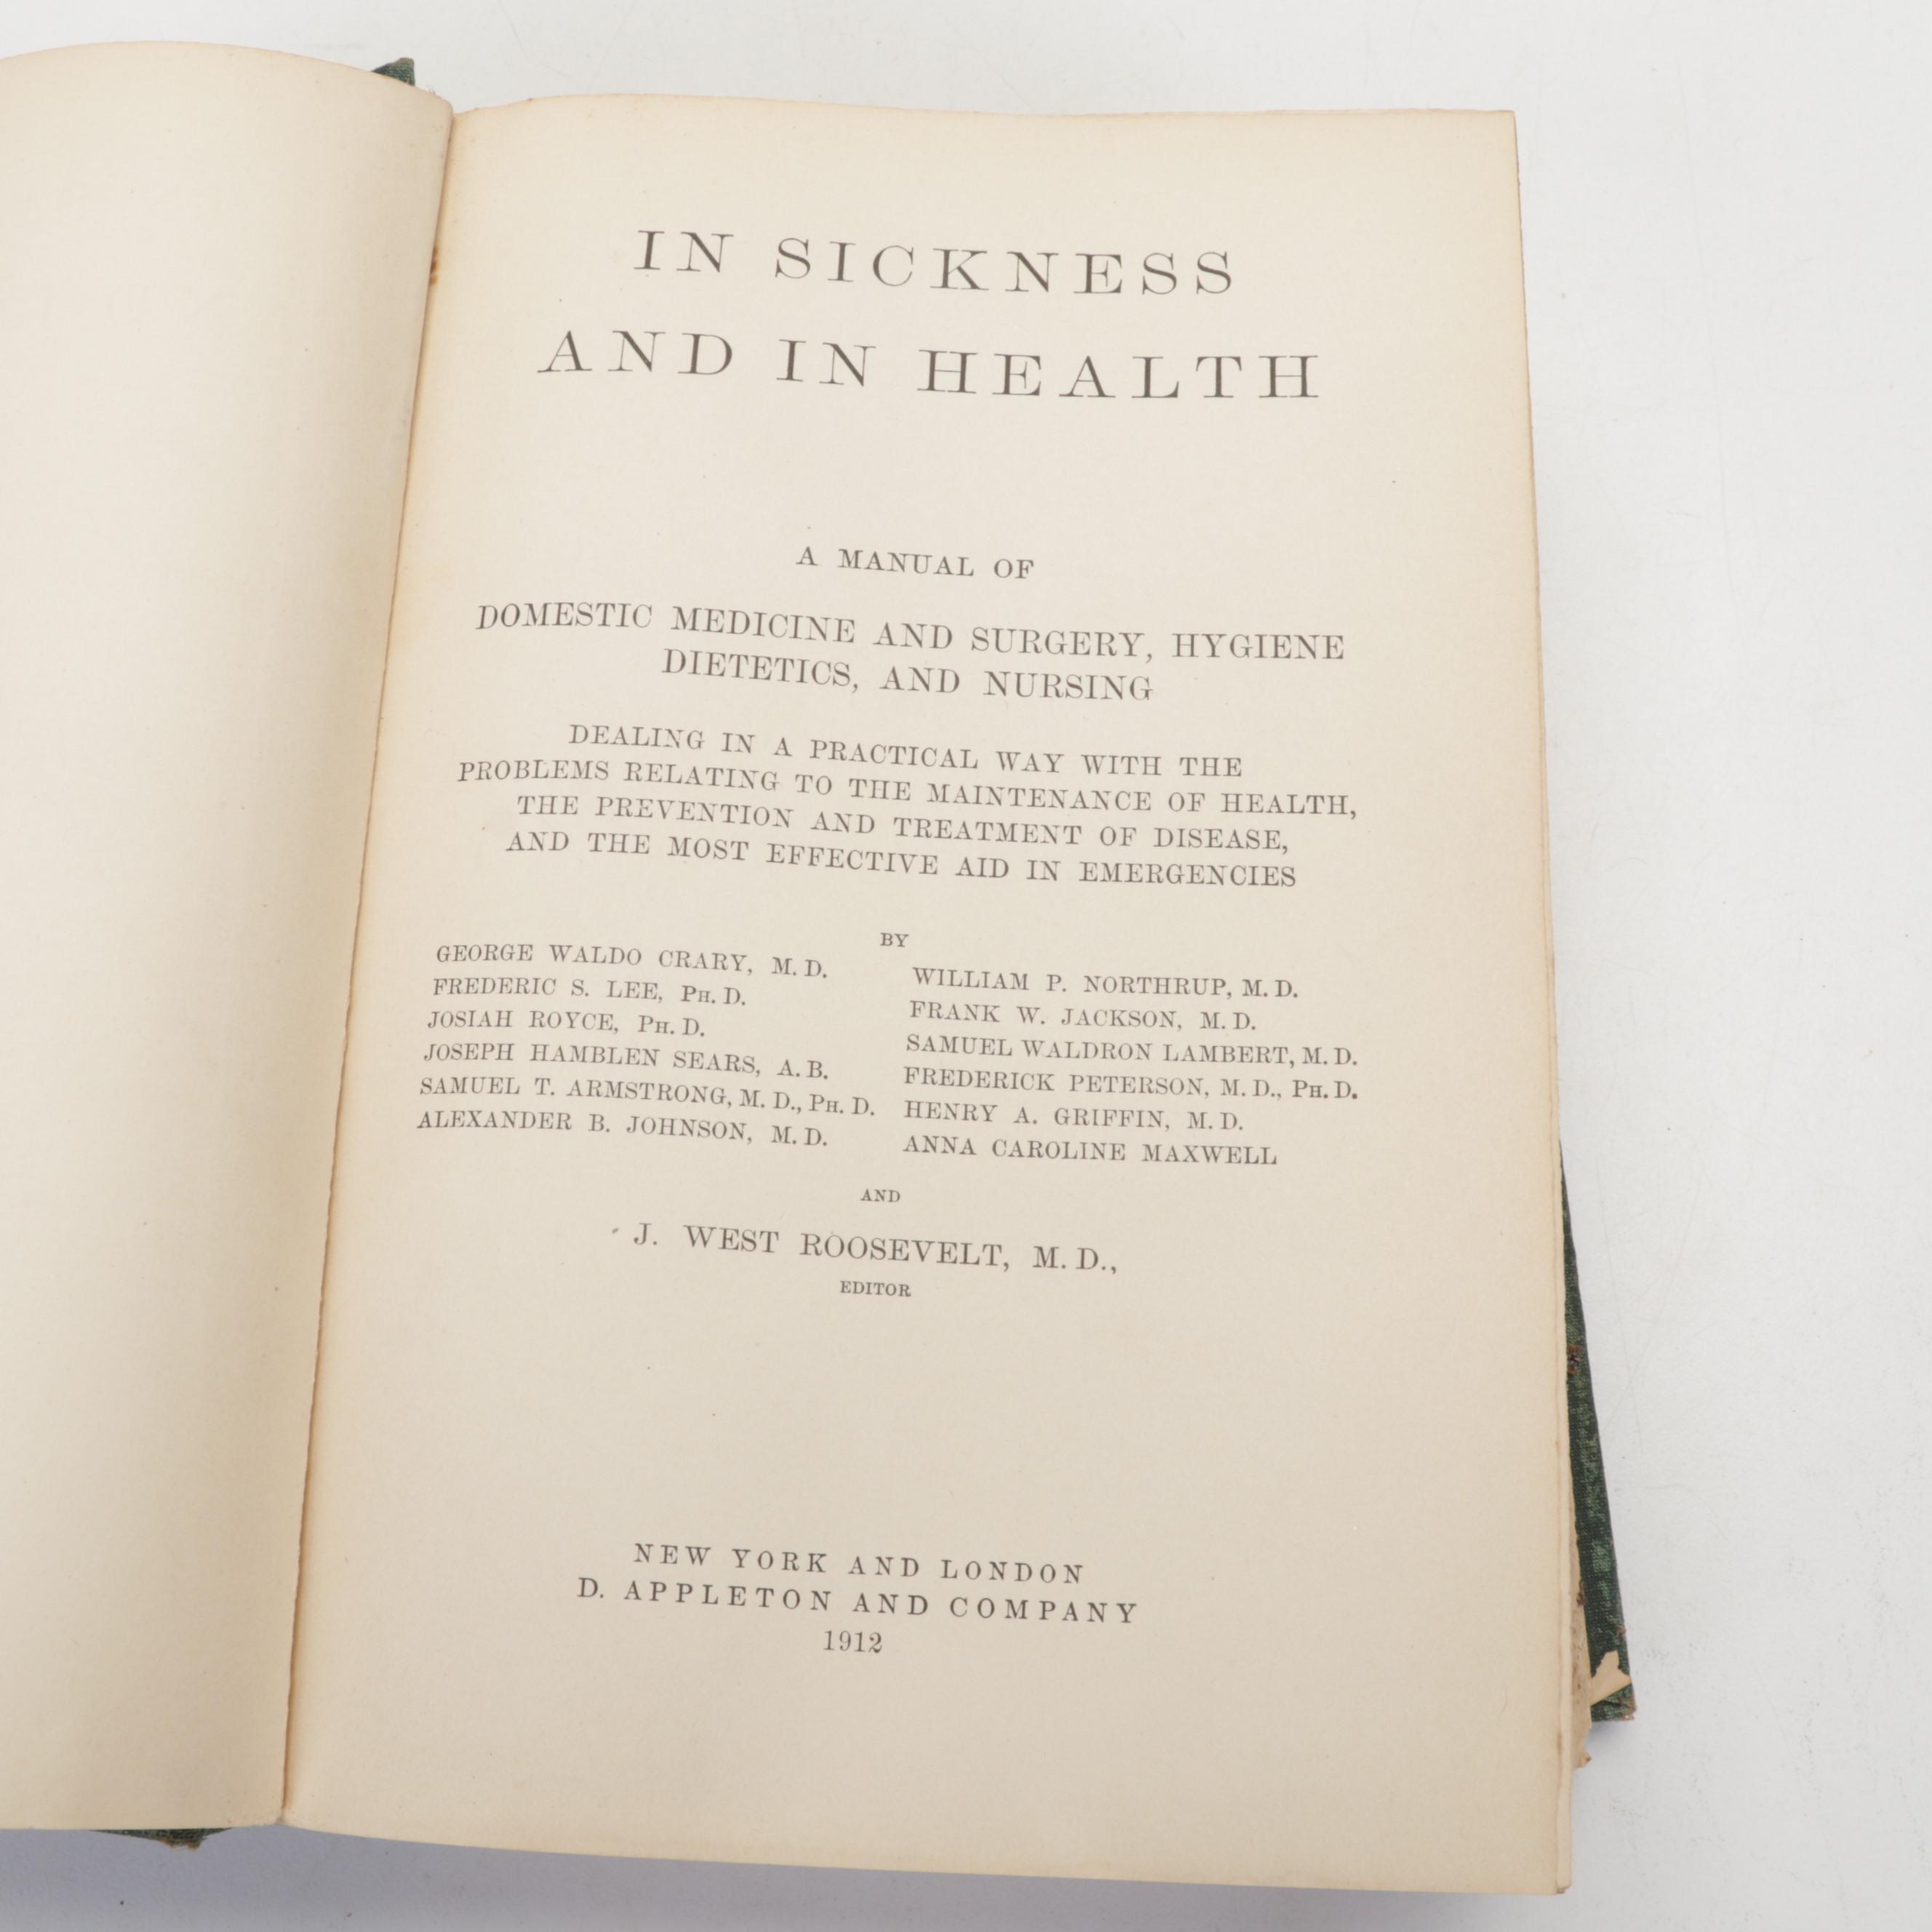 IN SICKNESS
AND IN HEALTH
A MANUAL OF
DOMESTIC MEDICINE AND SURGERY, HYGIENE
DIETETICS, AND NURSING
DEALING IN A PRACTICAL WAY WITH THE
PROBLEMS RELATING TO THE MAINTENANCE OF HEALTH,
THE PREVENTION AND TREATMENT OF DISEASE,
AND THE MOST EFFECTIVE AID IN EMERGENCIES
BY
GEORGE WALDO CRARY, M. D.
FREDERIC S. LEE, PH. D.
JOSIAH ROYCE, PH. D.
JOSEPH HAMBLEN SEARS, A. B.
SAMUEL T. ARMSTRONG, M. D., PH. D.
ALEXANDER B. JOHNSON, M. D.
WILLIAM P. NORTHRUP, M. D.
FRANK W. JACKSON, M. D.
SAMUEL WALDRON LAMBERT, M. D.
FREDERICK PETERSON, M. D., PH. D.
HENRY A. GRIFFIN, M. D.
ANNA CAROLINE MAXWELL
AND
J. WEST ROOSEVELT, M. D.,
EDITOR
NEW YORK AND LONDON
D. APPLETON AND COMPANY
1912